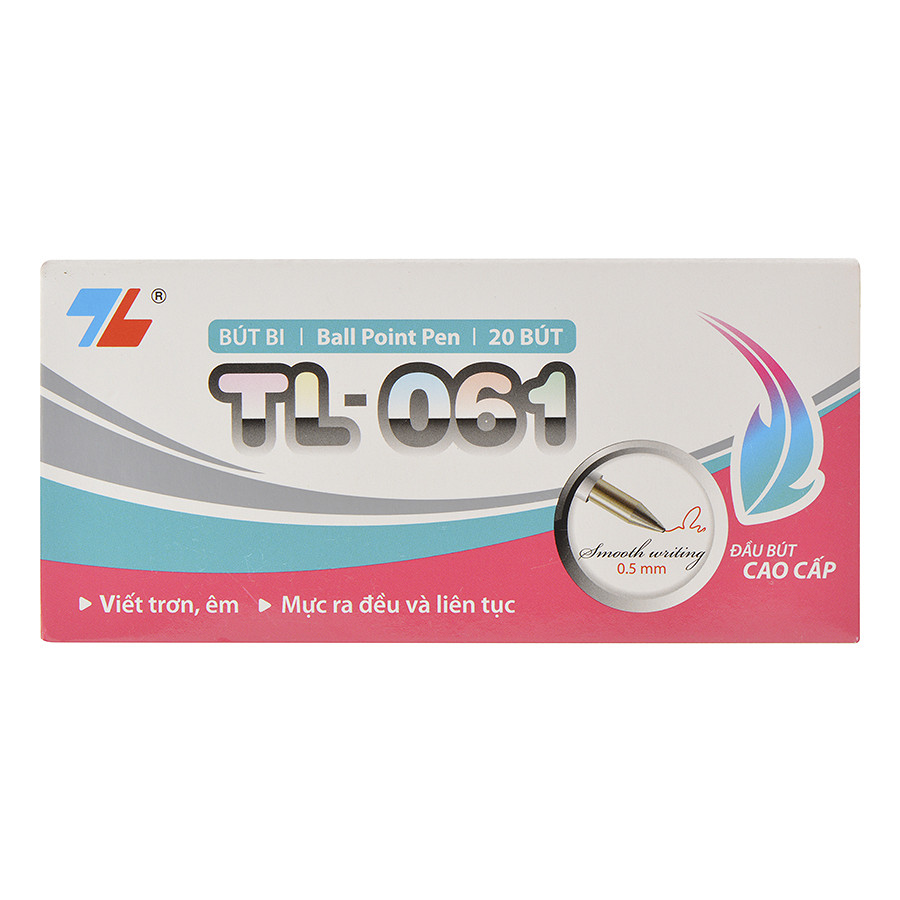 TL ®
BÚT BI | Ball Point Pen | 20 BÚT
TL-061
Smooth writing
0.5 mm
ĐẦU BÚT
CAO CẤP
Viết trơn, êm Mực ra đều và liên tục